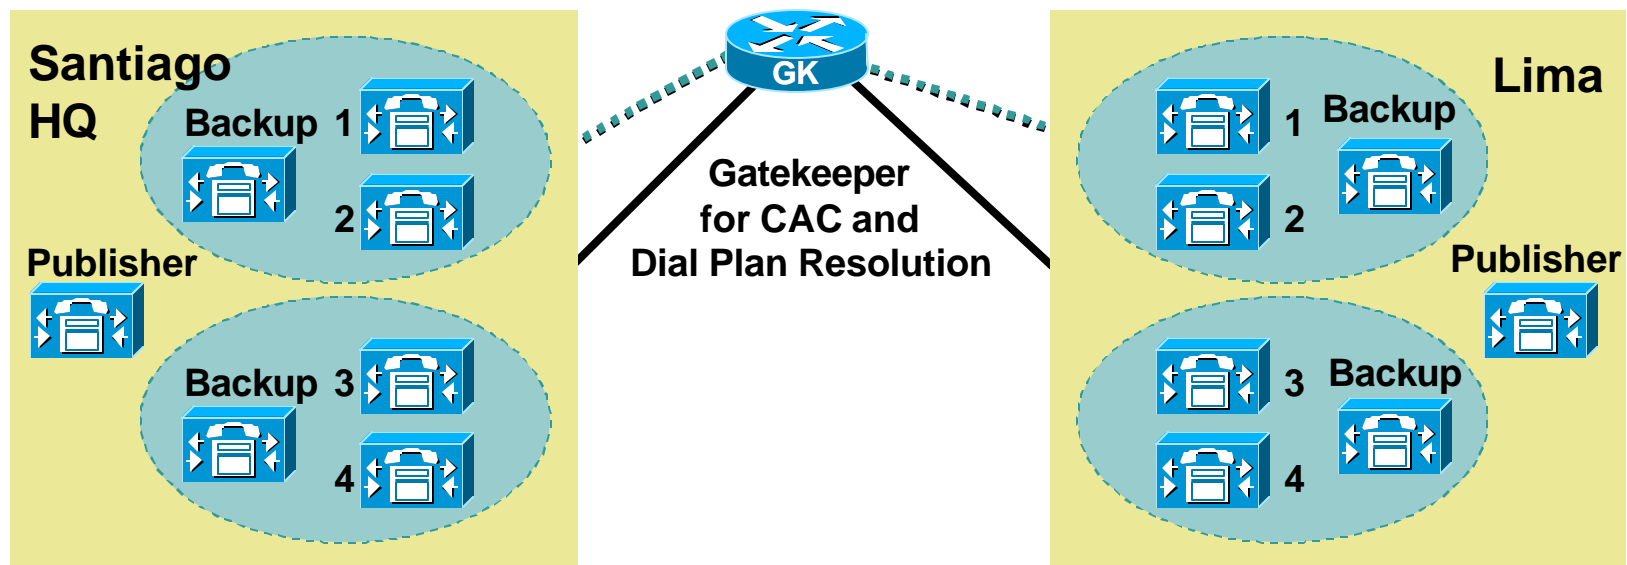 Santiago
HQ
Backup 1
2
Publisher
Backup 3
4
GK
Gatekeeper
for CAC and
Dial Plan Resolution
Lima
1 Backup
2
Publisher
3 Backup
4